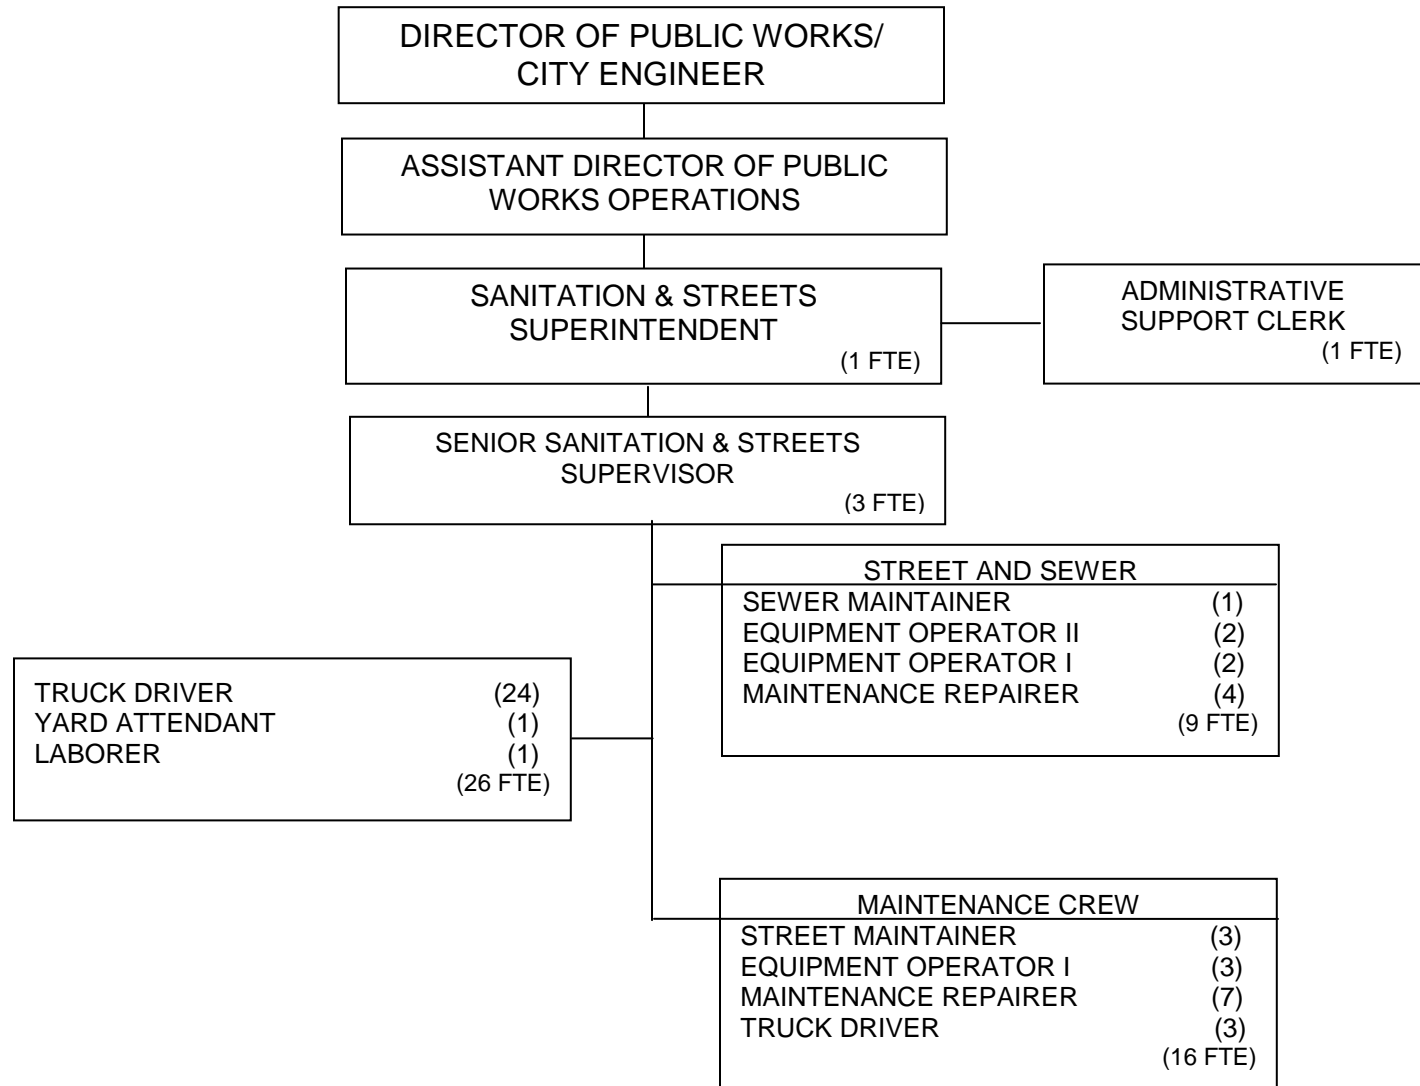 DIRECTOR OF PUBLIC WORKS/
CITY ENGINEER
ASSISTANT DIRECTOR OF PUBLIC
WORKS OPERATIONS
SANITATION & STREETS
SUPERINTENDENT
(1 FTE)
ADMINISTRATIVE
SUPPORT CLERK
(1 FTE)
SENIOR SANITATION & STREETS
SUPERVISOR
(3 FTE)
STREET AND SEWER
SEWER MAINTAINER (1)
EQUIPMENT OPERATOR II (2)
EQUIPMENT OPERATOR I (2)
MAINTENANCE REPAIRER (4)
(9 FTE)
TRUCK DRIVER (24)
YARD ATTENDANT (1)
LABORER (1)
(26 FTE)
MAINTENANCE CREW
STREET MAINTAINER (3)
EQUIPMENT OPERATOR I (3)
MAINTENANCE REPAIRER (7)
TRUCK DRIVER (3)
(16 FTE)